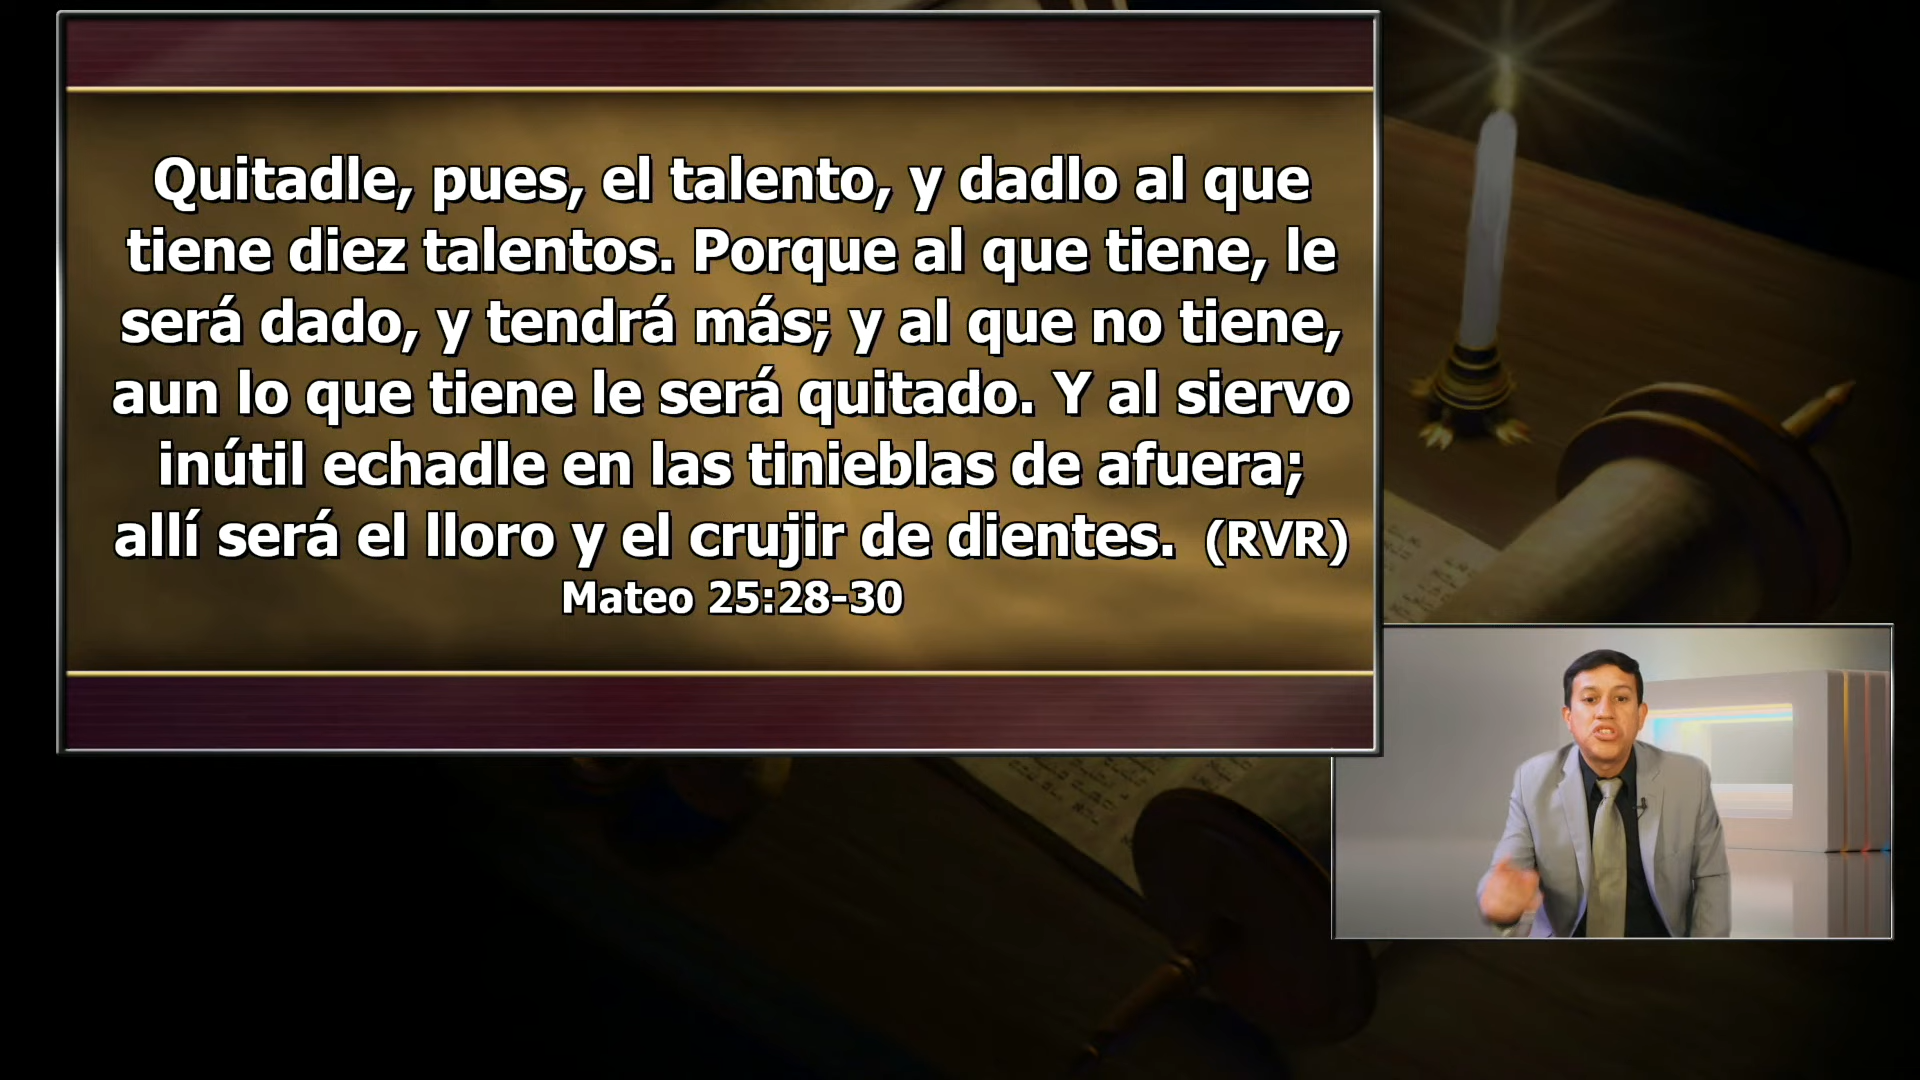 Quitadle, pues, el talento, y dadlo al que
tiene diez talentos. Porque al que tiene, le
será dado, y tendrá más; y al que no tiene,
aun lo que tiene le será quitado. Y al siervo
inútil echadle en las tinieblas de afuera;
allí será el lloro y el crujir de dientes. (RVR)
Mateo 25:28-30